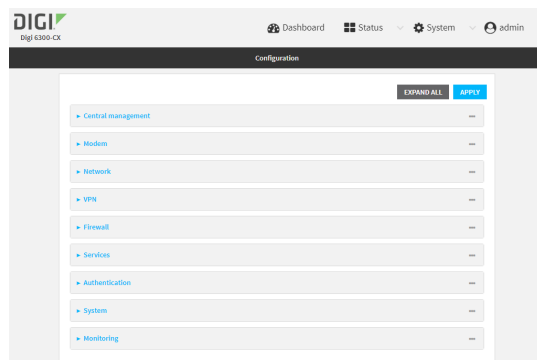 DIGI
Digi 6300-CX
Dashboard Status System admin
Configuration
EXPAND ALL APPLY
Central management
Modem
Network
VPN
Firewall
Services
Authentication
System
Monitoring